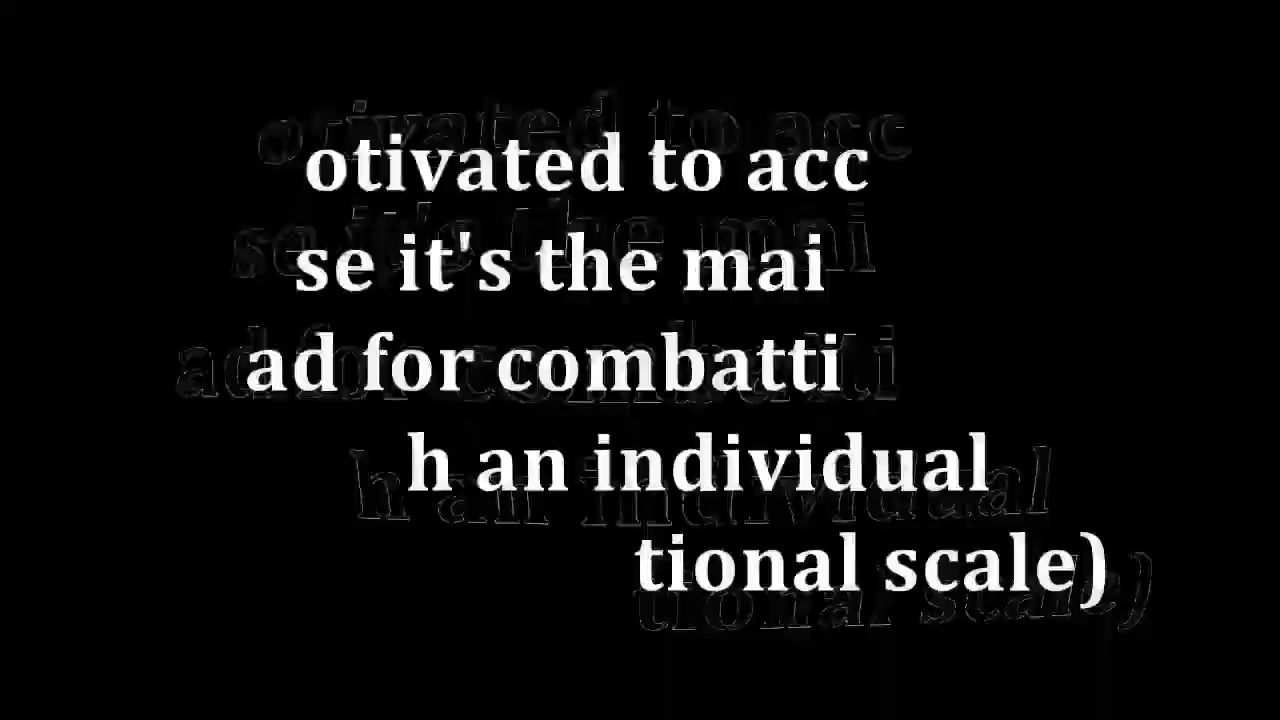 otivated to acc
se it's the mai
ad for combatti
h an individual
tional scale)